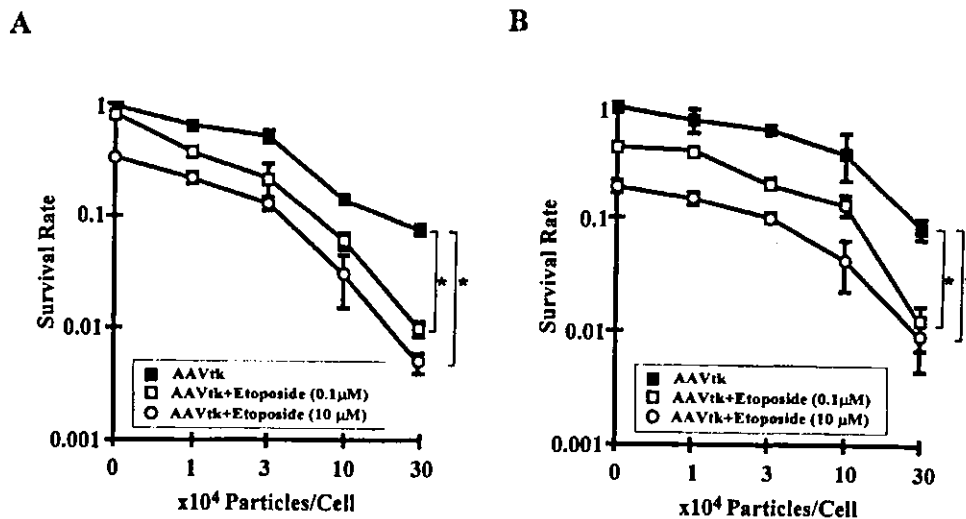 A
B
Survival Rate
1
0.1
0.01
0.001
* *
AAVtk
AAVtk+Etoposide (0.1µM)
AAVtk+Etoposide (10 µM)
0 1 3 10 30
x10⁴ Particles/Cell
Survival Rate
1
0.1
0.01
0.001
*
AAVtk
AAVtk+Etoposide (0.1µM)
AAVtk+Etoposide (10 µM)
0 1 3 10 30
x10⁴ Particles/Cell